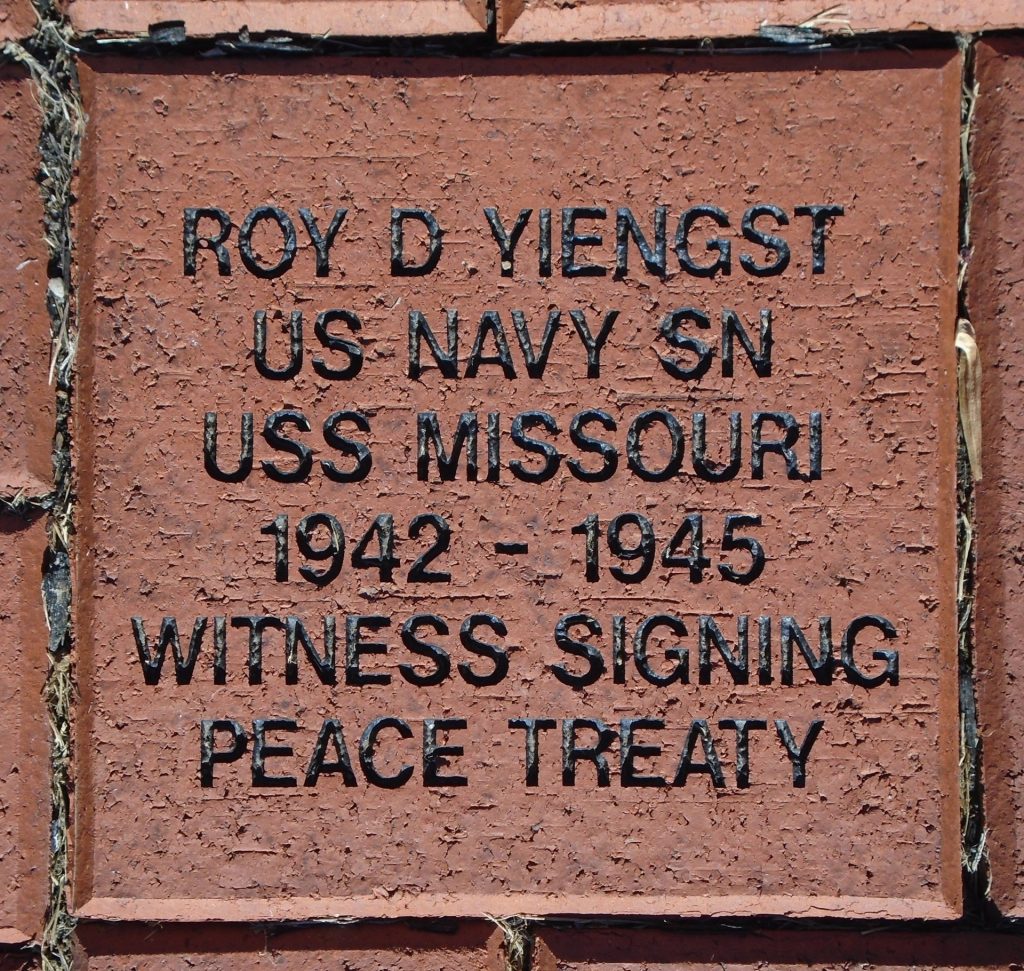 ROY D YIENGST
US NAVY SN
USS MISSOURI
1942 - 1945
WITNESS SIGNING
PEACE TREATY